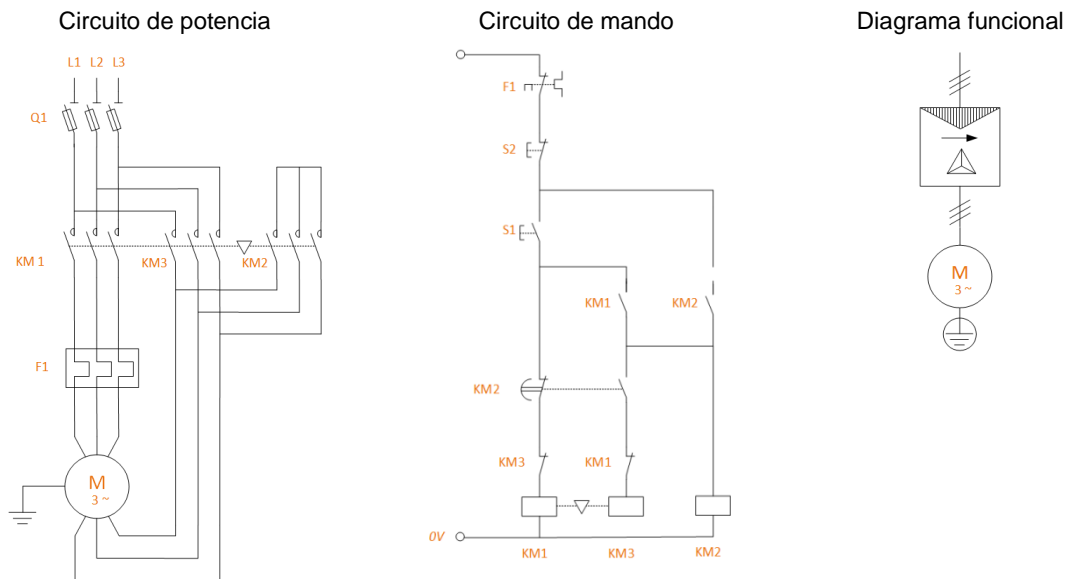 Circuito de potencia
Circuito de mando
Diagrama funcional
L1 L2 L3
Q1
KM 1
KM3
KM2
F1
M
3 ~
F1
S2
S1
KM1
KM2
KM2
KM3
KM1
0V
KM1
KM3
KM2
M
3 ~